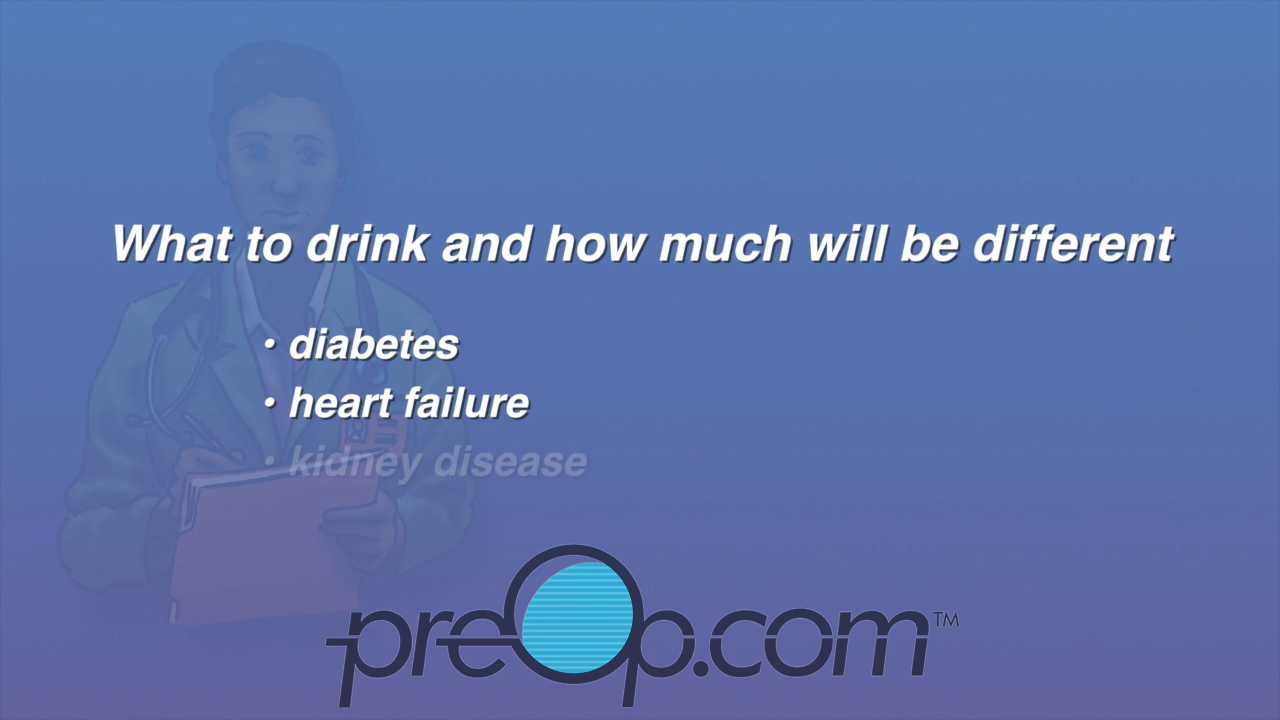 What to drink and how much will be different
• diabetes
• heart failure
• kidney disease
preOp.com™